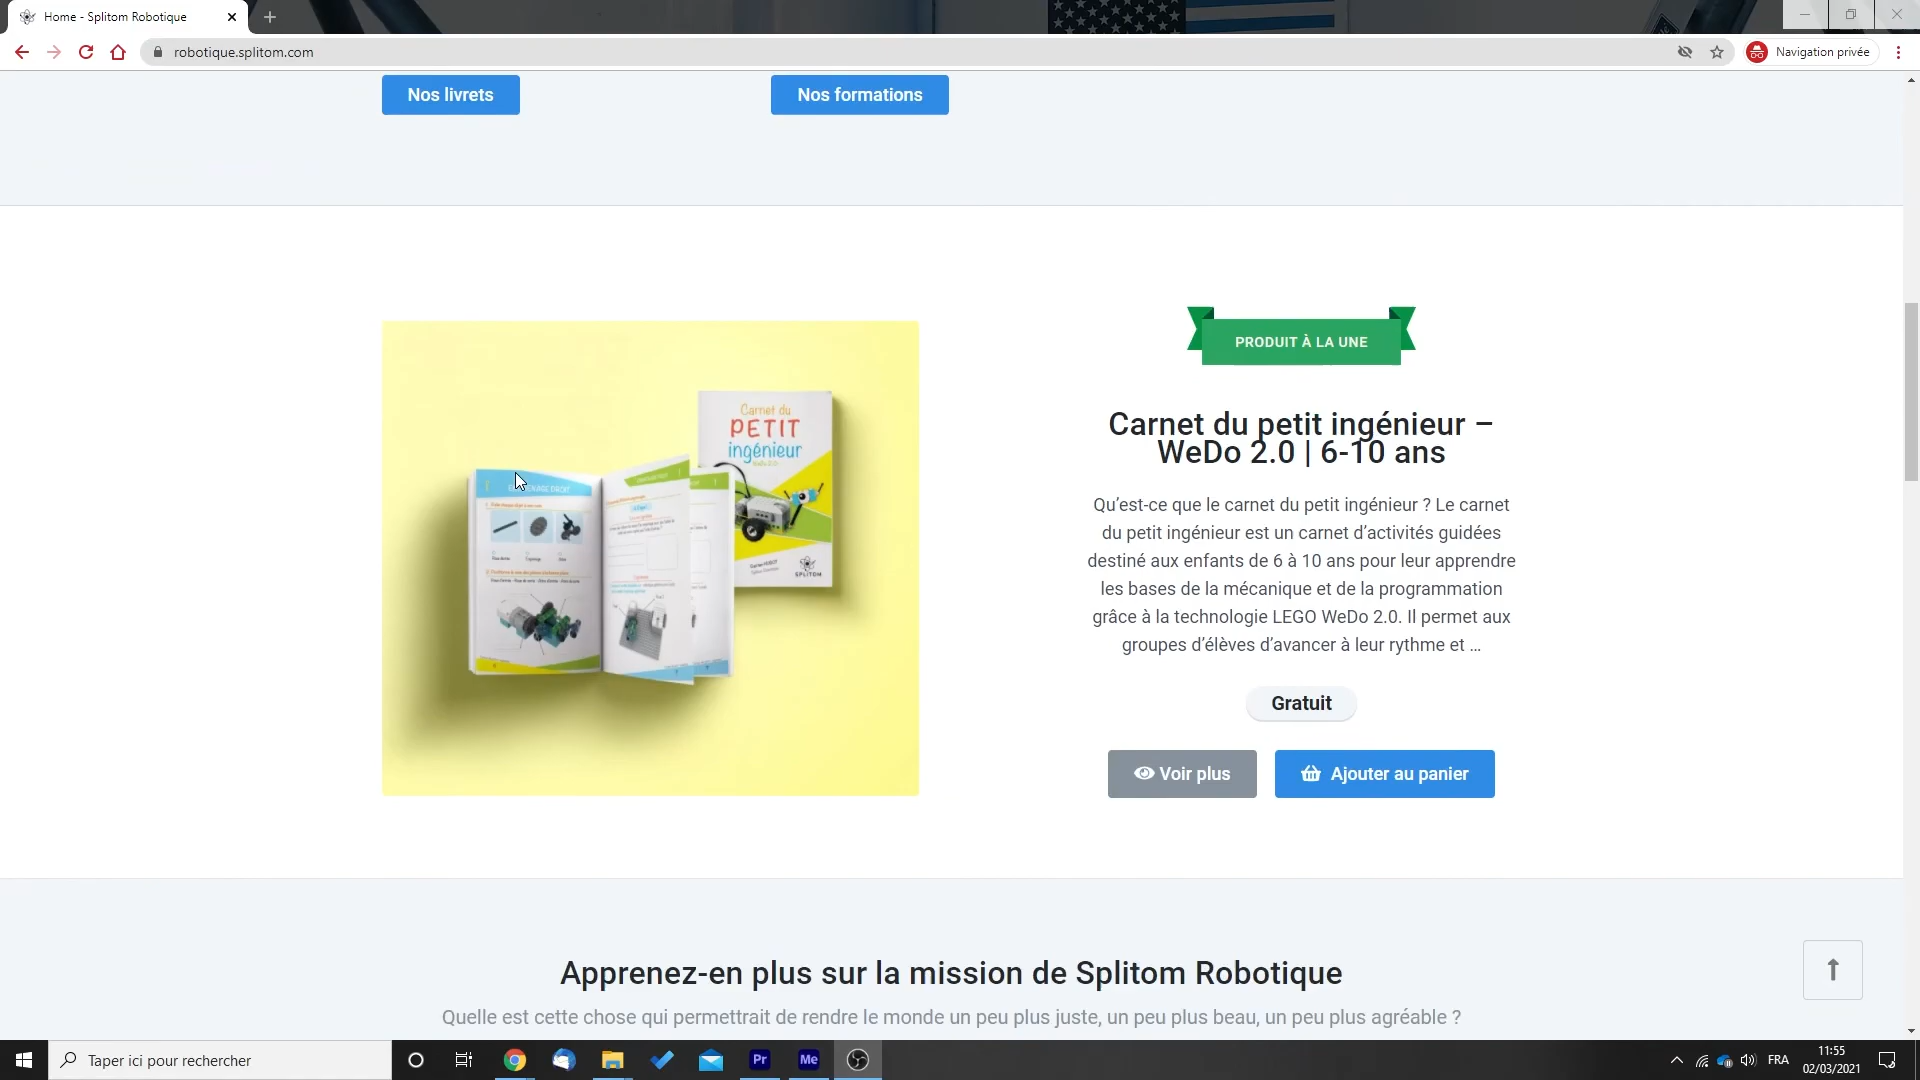 Home - Splitom Robotique
robotique.splitom.com
Navigation privée
Nos livrets
Nos formations
PRODUIT À LA UNE
Carnet du petit ingénieur –
WeDo 2.0 | 6-10 ans
Carnet du
PETIT
ingénieur
WeDo 2.0
SPLITOM
Qu’est-ce que le carnet du petit ingénieur ? Le carnet
du petit ingénieur est un carnet d’activités guidées
destiné aux enfants de 6 à 10 ans pour leur apprendre
les bases de la mécanique et de la programmation
grâce à la technologie LEGO WeDo 2.0. Il permet aux
groupes d’élèves d’avancer à leur rythme et ...
Gratuit
Voir plus
Ajouter au panier
Apprenez-en plus sur la mission de Splitom Robotique
Quelle est cette chose qui permettrait de rendre le monde un peu plus juste, un peu plus beau, un peu plus agréable ?
Taper ici pour rechercher
Pr
Me
FRA
11:55
02/03/2021